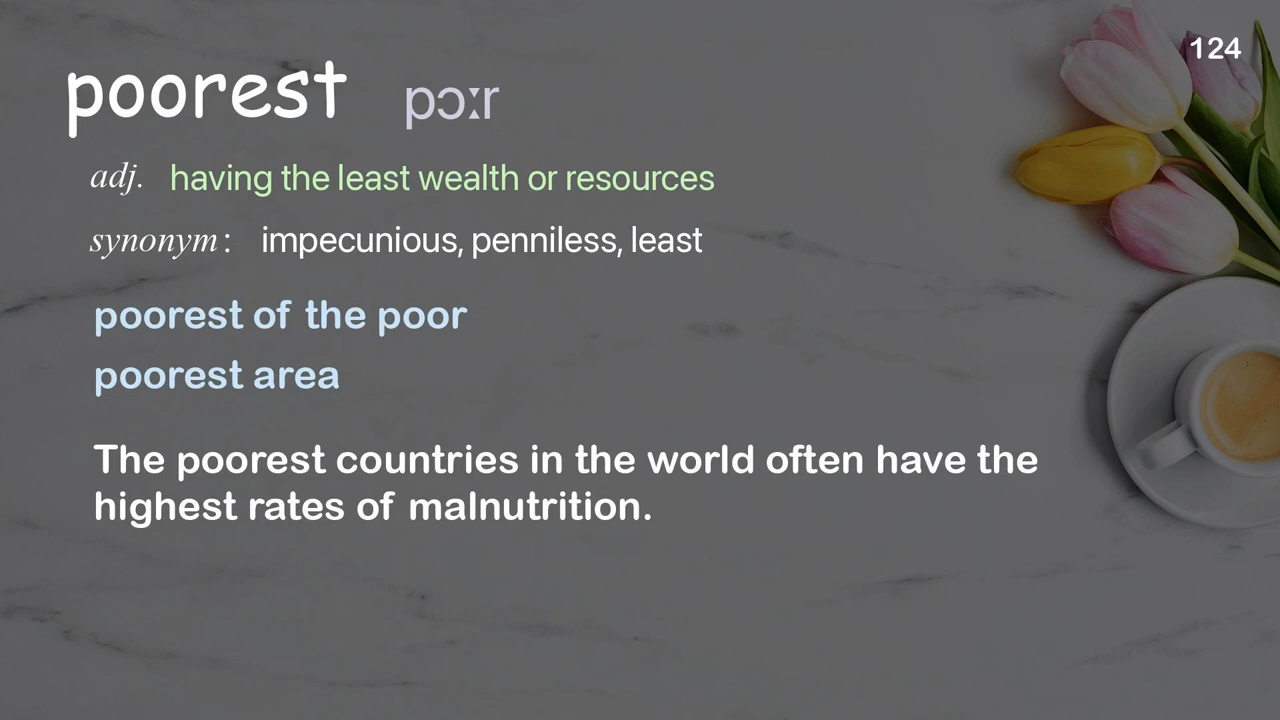 124
poorest pɔːr
adj. having the least wealth or resources
synonym: impecunious, penniless, least
poorest of the poor
poorest area
The poorest countries in the world often have the
highest rates of malnutrition.